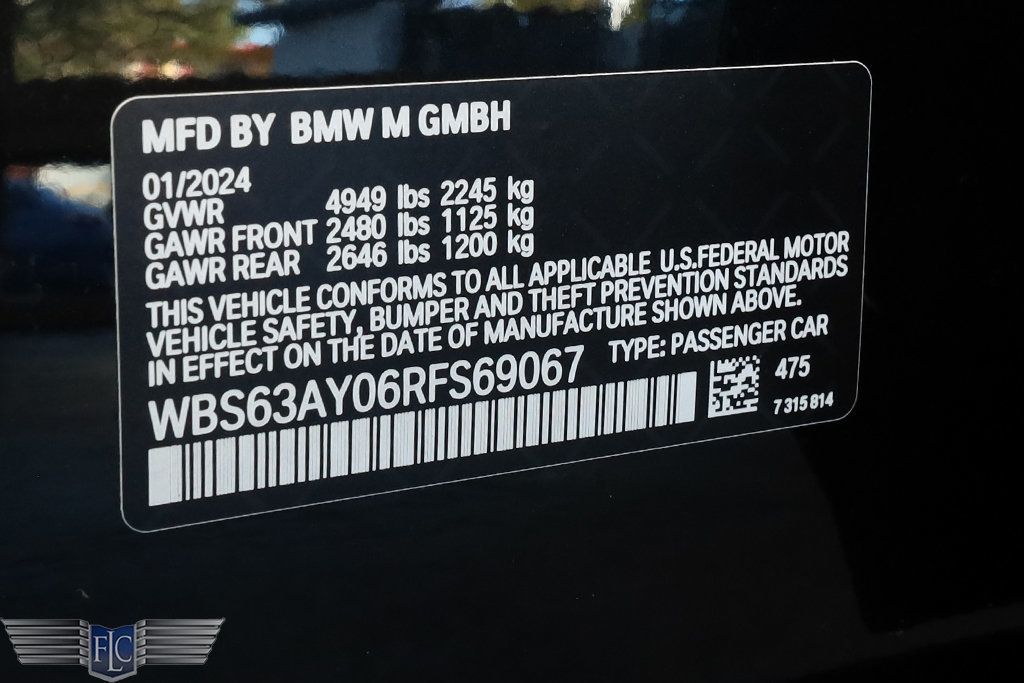 MFD BY BMW M GMBH
01/2024
GVWR 4949 lbs 2245 kg
GAWR FRONT 2480 lbs 1125 kg
GAWR REAR 2646 lbs 1200 kg
THIS VEHICLE CONFORMS TO ALL APPLICABLE U.S.FEDERAL MOTOR
VEHICLE SAFETY, BUMPER AND THEFT PREVENTION STANDARDS
IN EFFECT ON THE DATE OF MANUFACTURE SHOWN ABOVE.
WBS63AY06RFS69067 TYPE: PASSENGER CAR
475
7 315 814
FLC